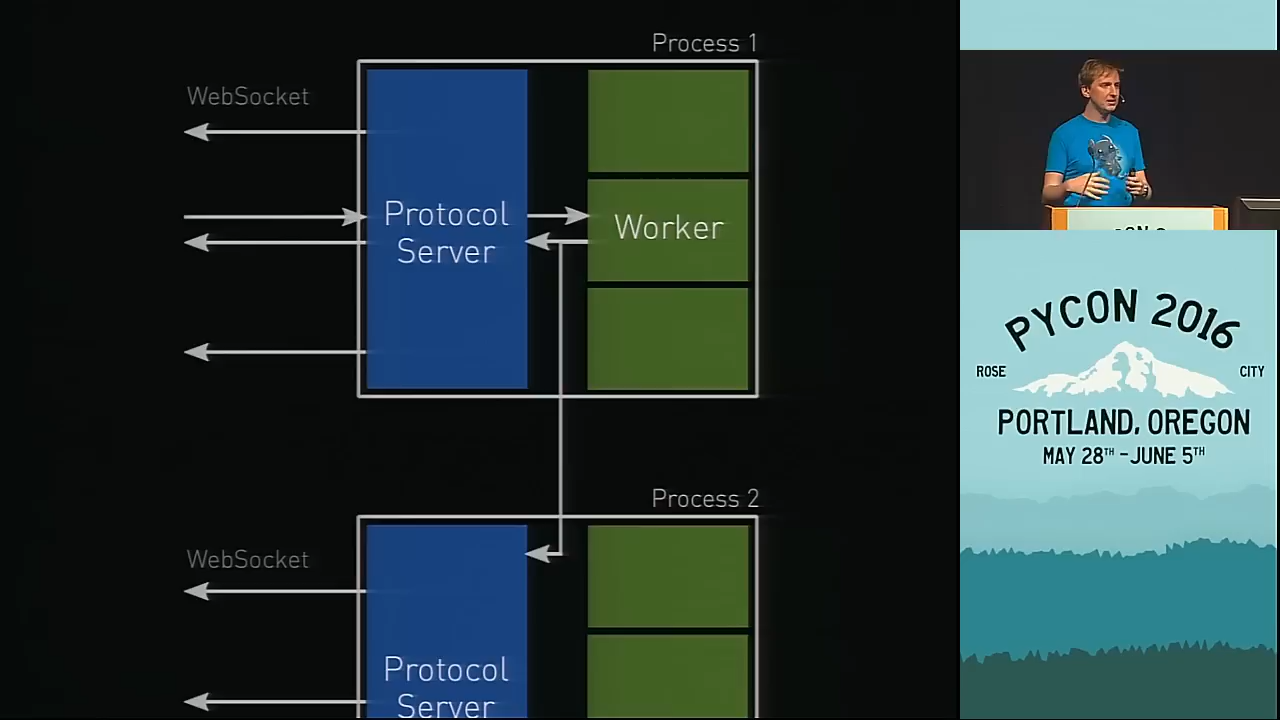 Process 1
WebSocket
Protocol
Server
Worker
Process 2
WebSocket
Protocol
Server
PYCON 2016
ROSE
CITY
PORTLAND, OREGON
MAY 28TH - JUNE 5TH